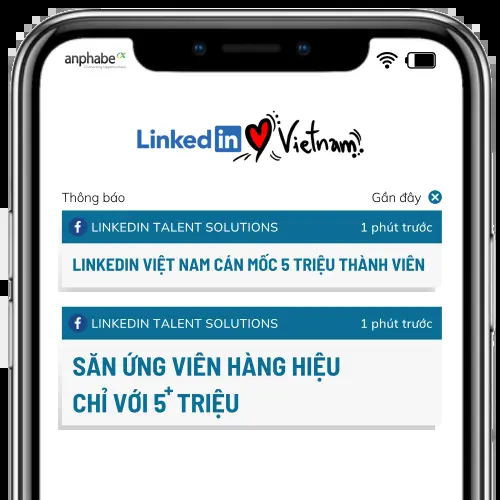 anphabe
LinkedIn Vietnam
Thông báo Gần đây
LINKEDIN TALENT SOLUTIONS 1 phút trước
LINKEDIN VIỆT NAM CÁN MỐC 5 TRIỆU THÀNH VIÊN
LINKEDIN TALENT SOLUTIONS 1 phút trước
SĂN ỨNG VIÊN HÀNG HIỆU
CHỈ VỚI 5+ TRIỆU